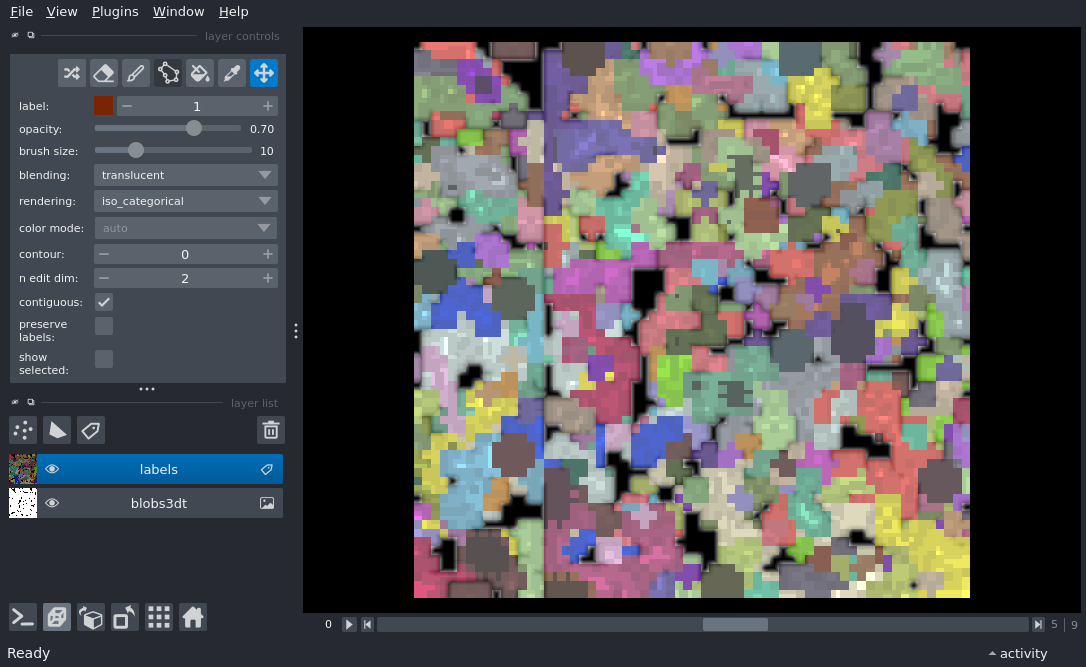 File View Plugins Window Help
layer controls
label: 1
opacity: 0.70
brush size: 10
blending: translucent
rendering: iso_categorical
color mode: auto
contour: 0
n edit dim: 2
contiguous:
preserve
labels:
show
selected:
layer list
labels
blobs3dt
0 5 | 9
Ready activity